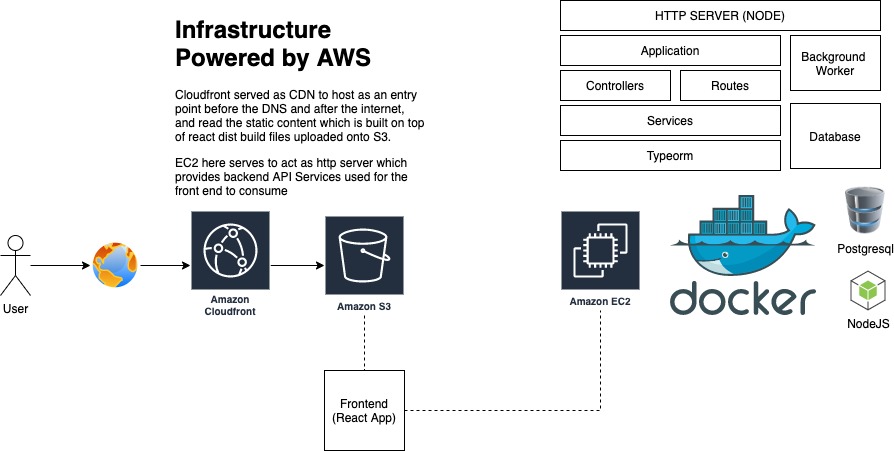 Infrastructure
Powered by AWS
Cloudfront served as CDN to host as an entry
point before the DNS and after the internet,
and read the static content which is built on top
of react dist build files uploaded onto S3.
EC2 here serves to act as http server which
provides backend API Services used for the
front end to consume
HTTP SERVER (NODE)
Application
Background
Worker
Controllers
Routes
Services
Database
Typeorm
User
Amazon
Cloudfront
Amazon S3
Amazon EC2
docker
Postgresql
NodeJS
Frontend
(React App)